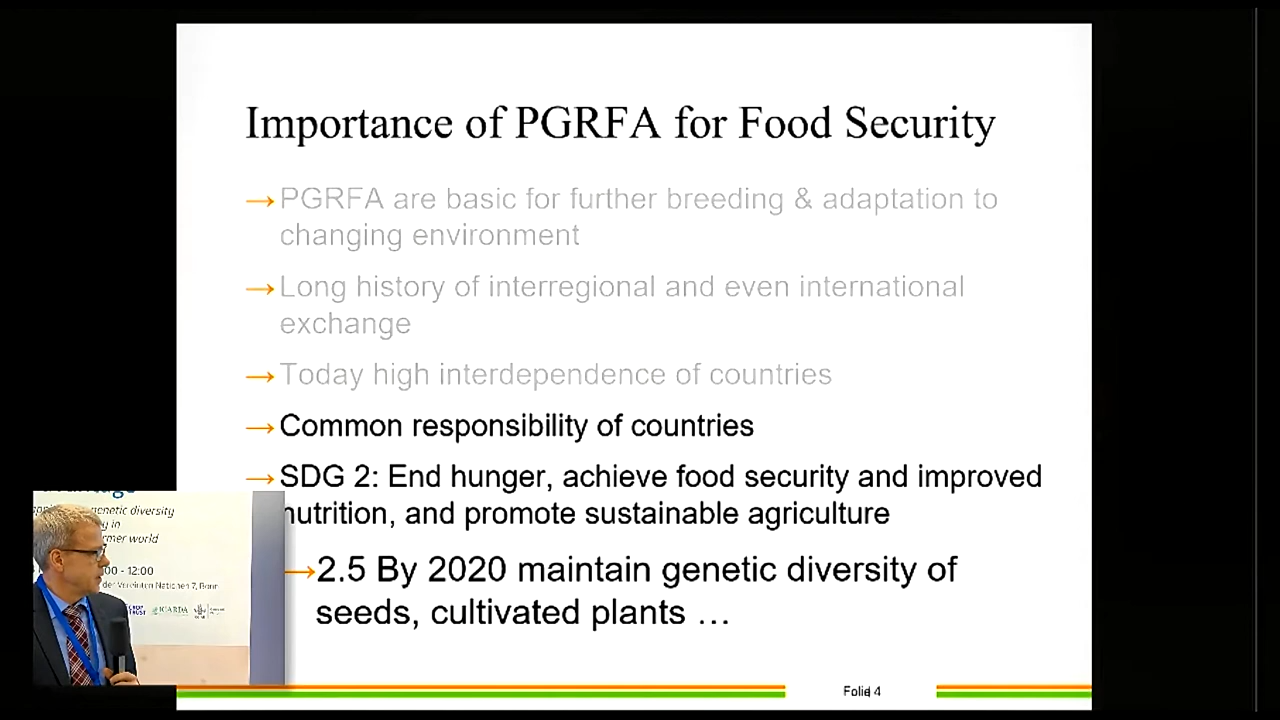 Importance of PGRFA for Food Security
→PGRFA are basic for further breeding & adaptation to
changing environment
→Long history of interregional and even international
exchange
→Today high interdependence of countries
→Common responsibility of countries
→SDG 2: End hunger, achieve food security and improved
nutrition, and promote sustainable agriculture
→2.5 By 2020 maintain genetic diversity of
seeds, cultivated plants …
genetic diversity
in
world
- 12:00
der Vereinten Nationen 7, Bonn
ICARDA
Folie 4